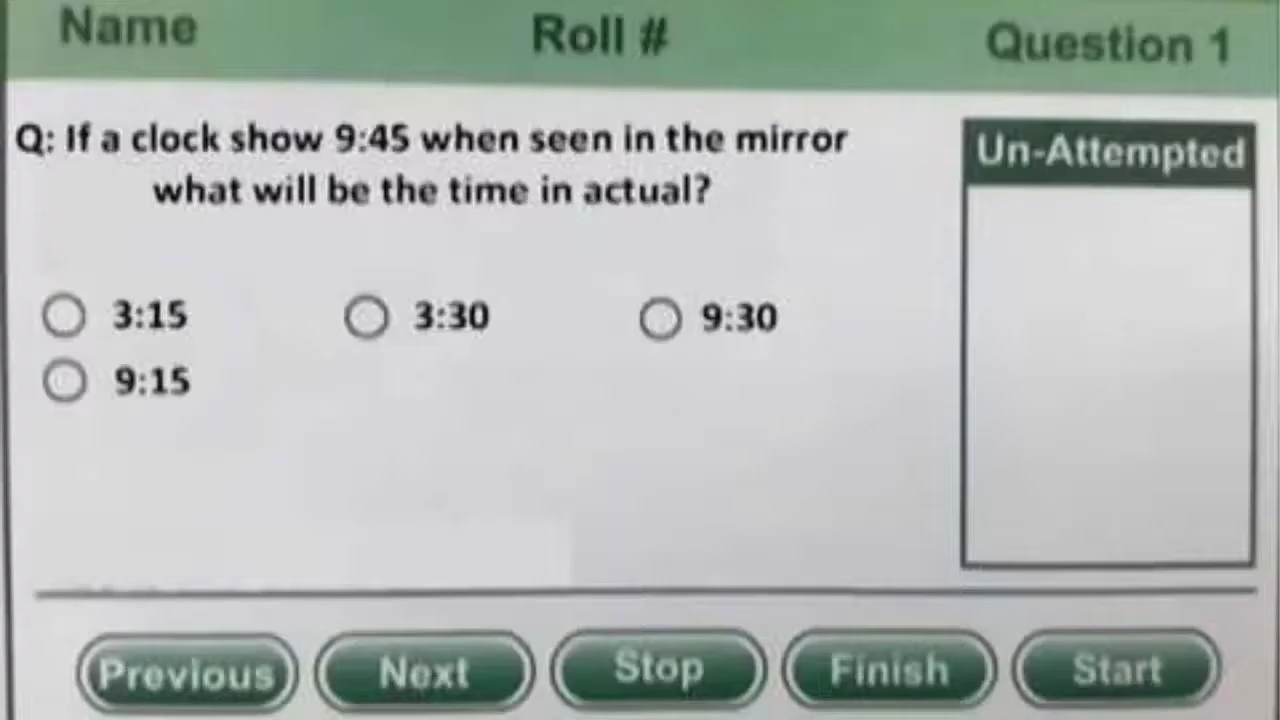 Name Roll # Question 1
Q: If a clock show 9:45 when seen in the mirror
what will be the time in actual?
Un-Attempted
3:15 3:30 9:30
9:15
Previous Next Stop Finish Start